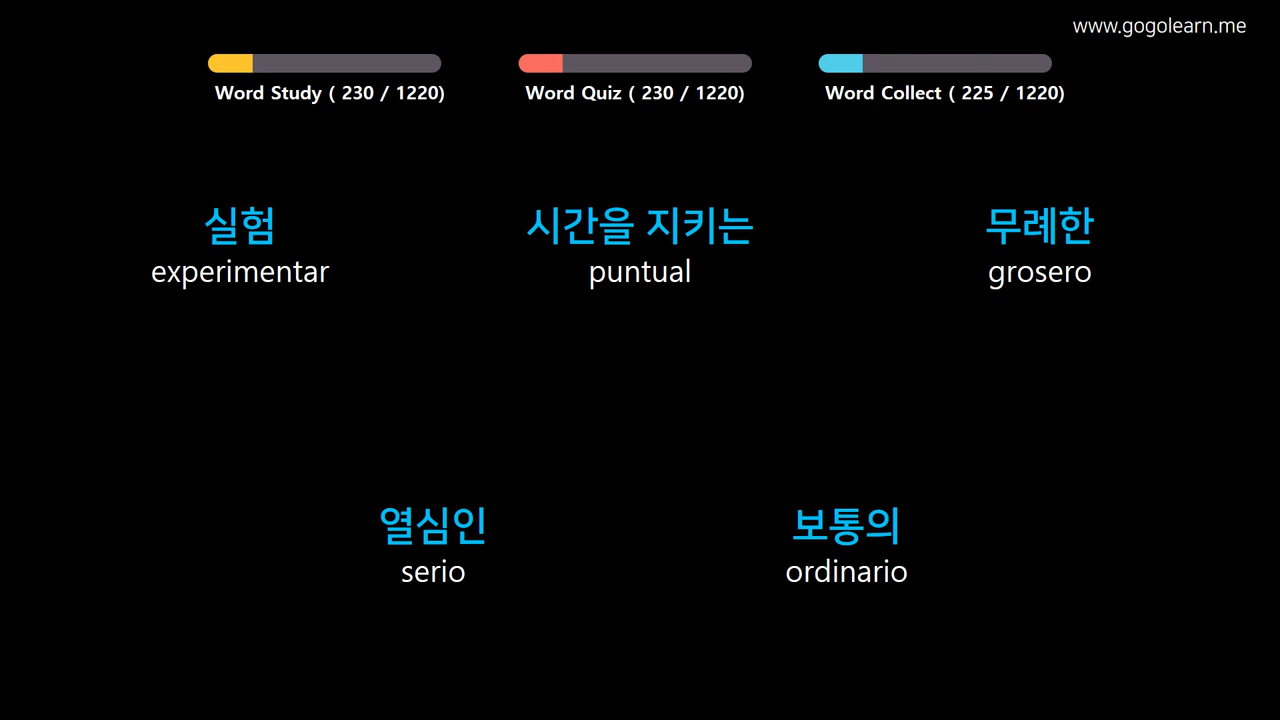 www.gogolearn.me
Word Study ( 230 / 1220)
Word Quiz ( 230 / 1220)
Word Collect ( 225 / 1220)
실험
experimentar
시간을 지키는
puntual
무례한
grosero
열심인
serio
보통의
ordinario